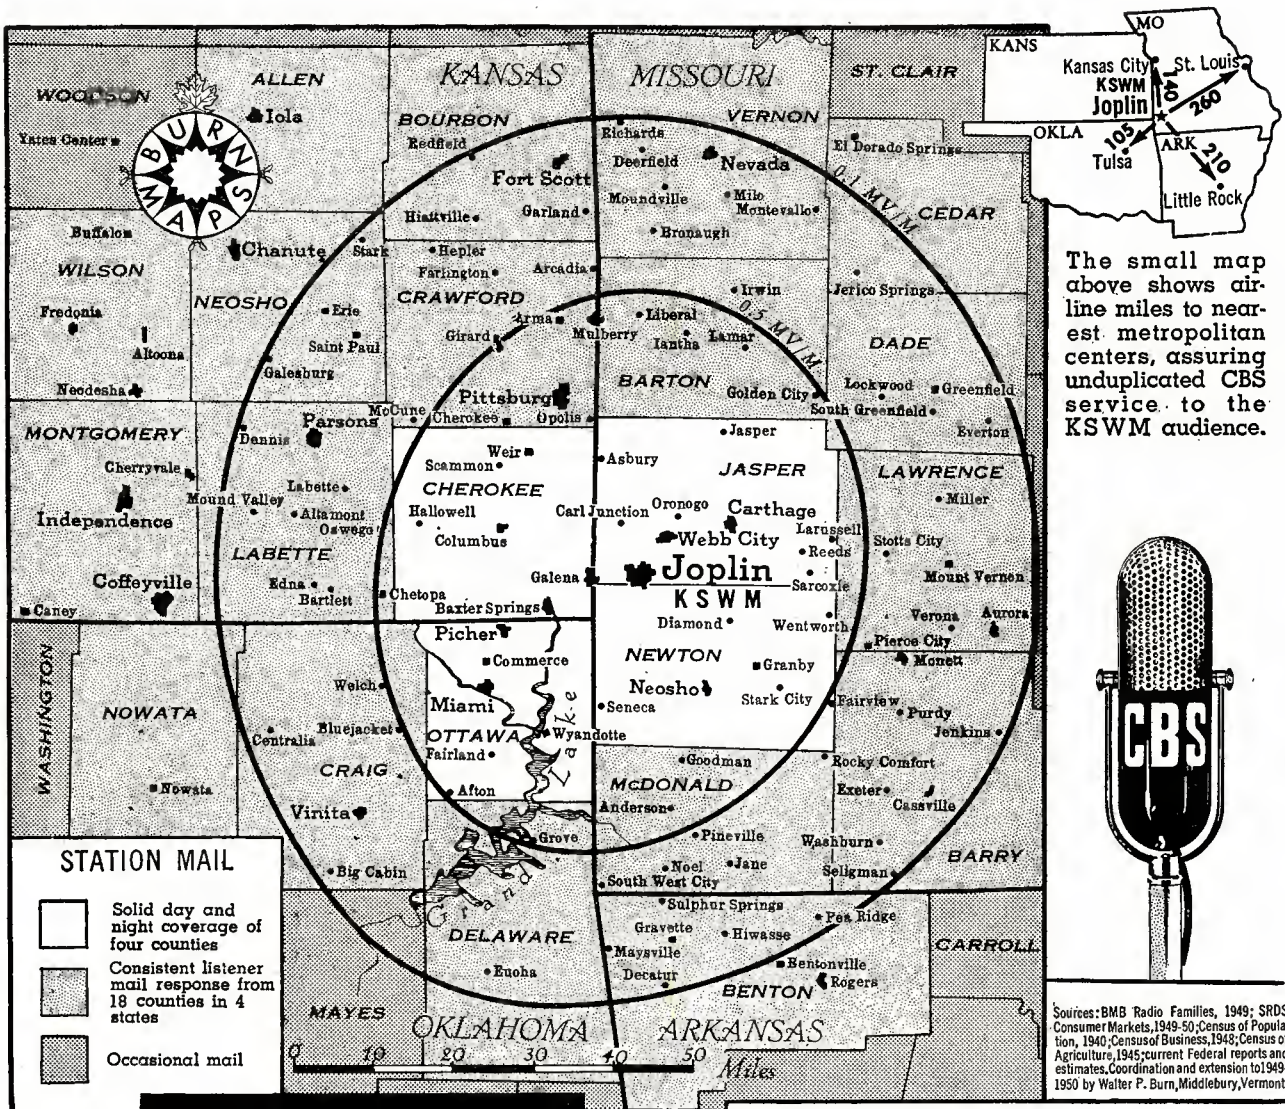 KANSAS
MISSOURI
WOODSON
ALLEN
BOURBON
VERNON
ST. CLAIR
Yates Center
Iola
Redfield
Fort Scott
Hiattville
Garland
Richards
Deerfield
Nevada
Moundville
Milo
Montevallo
Bronaugh
El Dorado Springs
0.1 MV/M
CEDAR
BURN
MAPS
Buffalo
WILSON
Chanute
Stark
Hepler
Farlington
Arcadia
CRAWFORD
NEOSHO
Fredonia
Altoona
Neodesha
Erie
Saint Paul
Galesburg
Arma
Girard
Mulberry
Pittsburg
McCune
Cherokee
Opolis
Irwin
Liberal
Iantha
Lamar
0.5 MV/M
BARTON
Golden City
Jerico Springs
DADE
Lockwood
Greenfield
South Greenfield
Everton
MONTGOMERY
Cherryvale
Independence
Coffeyville
Caney
Dennis
Parsons
Labette
Mound Valley
Altamont
Oswego
LABETTE
Edna
Bartlett
Chetopa
Weir
Scammon
CHEROKEE
Hallowell
Columbus
Galena
Baxter Springs
Asbury
Jasper
JASPER
Carl Junction
Oronogo
Carthage
Webb City
Larussell
Reeds
Sarcoxie
Joplin
KSWM
Diamond
Wentworth
NEWTON
Granby
Neosho
Stark City
Seneca
LAWRENCE
Miller
Stotts City
Mount Vernon
Verona
Aurora
Pierce City
Monett
Fairview
Purdy
Jenkins
Rocky Comfort
Exeter
Cassville
Washburn
Seligman
BARRY
WASHINGTON
NOWATA
Nowata
Welch
Centralia
Bluejacket
CRAIG
Vinita
Big Cabin
Picher
Commerce
Miami
OTTAWA
Wyandotte
Fairland
Afton
Grove
Grand
Lake
Goodman
McDONALD
Anderson
Pineville
Noel
Jane
South West City
DELAWARE
Euoha
MAYES
OKLAHOMA
ARKANSAS
Sulphur Springs
Gravette
Hiwasse
Pea Ridge
Maysville
Decatur
Bentonville
Rogers
BENTON
CARROLL
0 10 20 30 40 50
Miles
STATION MAIL
Solid day and
night coverage of
four counties
Consistent listener
mail response from
18 counties in 4
states
Occasional mail
MO
KANS
Kansas City
St. Louis
KSWM
Joplin
140
260
OKLA
105
Tulsa
ARK
210
Little Rock
The small map
above shows air-
line miles to near-
est metropolitan
centers, assuring
unduplicated CBS
service to the
KSWM audience.
CBS
Sources: BMB Radio Families, 1949; SRDS
Consumer Markets, 1949-50; Census of Popula
tion, 1940; Census of Business, 1948; Census o
Agriculture, 1945; current Federal reports and
estimates. Coordination and extension to 1949-
1950 by Walter P. Burn, Middlebury, Vermont